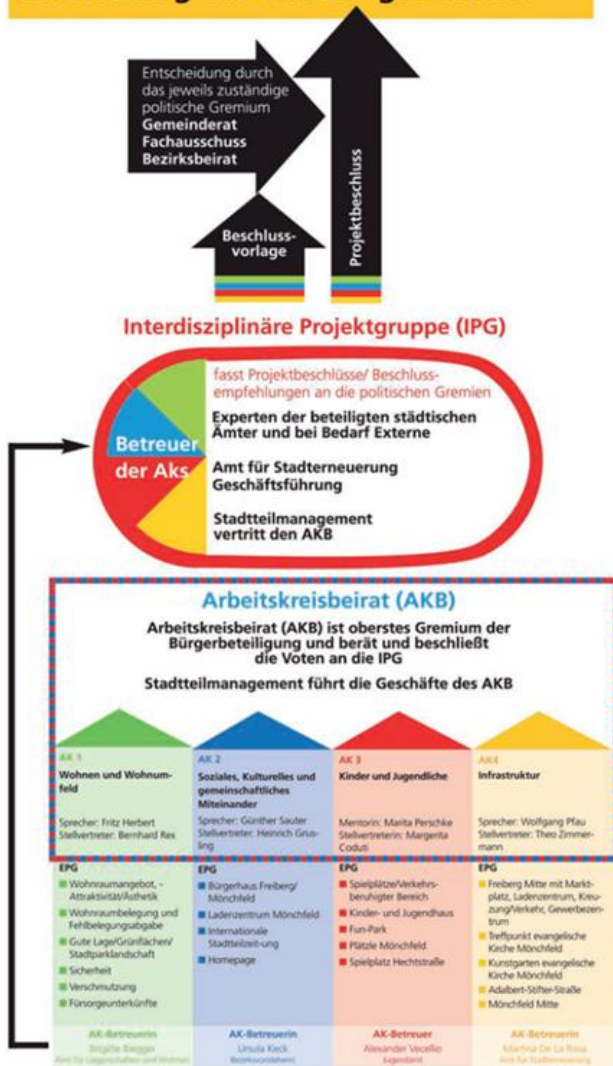 Entscheidung durch
das jeweils zuständige
politische Gremium
Gemeinderat
Fachausschuss
Bezirksbeirat
Beschluss-
vorlage
Projektbeschluss
Interdisziplinäre Projektgruppe (IPG)
fasst Projektbeschlüsse/ Beschluss-
empfehlungen an die politischen Gremien
Experten der beteiligten städtischen
Ämter und bei Bedarf Externe
Betreuer
der Aks
Amt für Stadterneuerung
Geschäftsführung
Stadtteilmanagement
vertritt den AKB
Arbeitskreisbeirat (AKB)
Arbeitskreisbeirat (AKB) ist oberstes Gremium der
Bürgerbeteiligung und berät und beschließt
die Voten an die IPG
Stadtteilmanagement führt die Geschäfte des AKB
AK 1
Wohnen und Wohnum-
feld
Sprecher: Fritz Herbert
Stellvertreter: Bernhard Rex
EPG
Wohnraumangebot, -
Attraktivität/Ästhetik
Wohnraumbelegung und
Fehlbelegungsabgabe
Gute Lage/Grünflächen/
Stadtparklandschaft
Sicherheit
Verschmutzung
Fürsorgeunterkünfte
AK-Betreuerin
AK 2
Soziales, Kulturelles und
gemeinschaftliches
Miteinander
Sprecher: Günther Sauter
Stellvertreter: Heinrich Grus-
ling
EPG
Bürgerhaus Freiberg/
Mönchfeld
Ladenzentrum Mönchfeld
Internationale
Stadtteilzeit-ung
Homepage
AK-Betreuerin
Ursula Keck
Bezirksvorsteherin
AK 3
Kinder und Jugendliche
Mentorin: Marita Perschke
Stellvertreterin: Margerita
Coduti
EPG
Spielplätze/Verkehrs-
beruhigter Bereich
Kinder- und Jugendhaus
Fun-Park
Plätzle Mönchfeld
Spielplatz Hechtstraße
AK-Betreuer
Alexander Vecellio
Jugendamt
AK4
Infrastruktur
Sprecher: Wolfgang Pfau
Stellvertreter: Theo Zimmer-
mann
EPG
Freiberg Mitte mit Markt-
platz, Ladenzentrum, Kreu-
zung/Verkehr, Gewerbezen-
trum
Treffpunkt evangelische
Kirche Mönchfeld
Kunstgarten evangelische
Kirche Mönchfeld
Adalbert-Stifter-Straße
Mönchfeld Mitte
AK-Betreuerin
Martina De La Rosa
Amt für Stadterneuerung